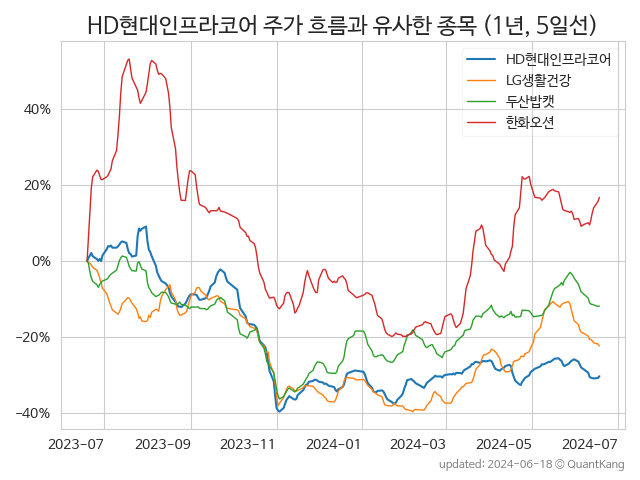 HD현대인프라코어 주가 흐름과 유사한 종목 (1년, 5일선)
HD현대인프라코어
LG생활건강
두산밥캣
한화오션
40%
20%
0%
−20%
−40%
2023-07 2023-09 2023-11 2024-01 2024-03 2024-05 2024-07
updated: 2024-06-18 © QuantKang